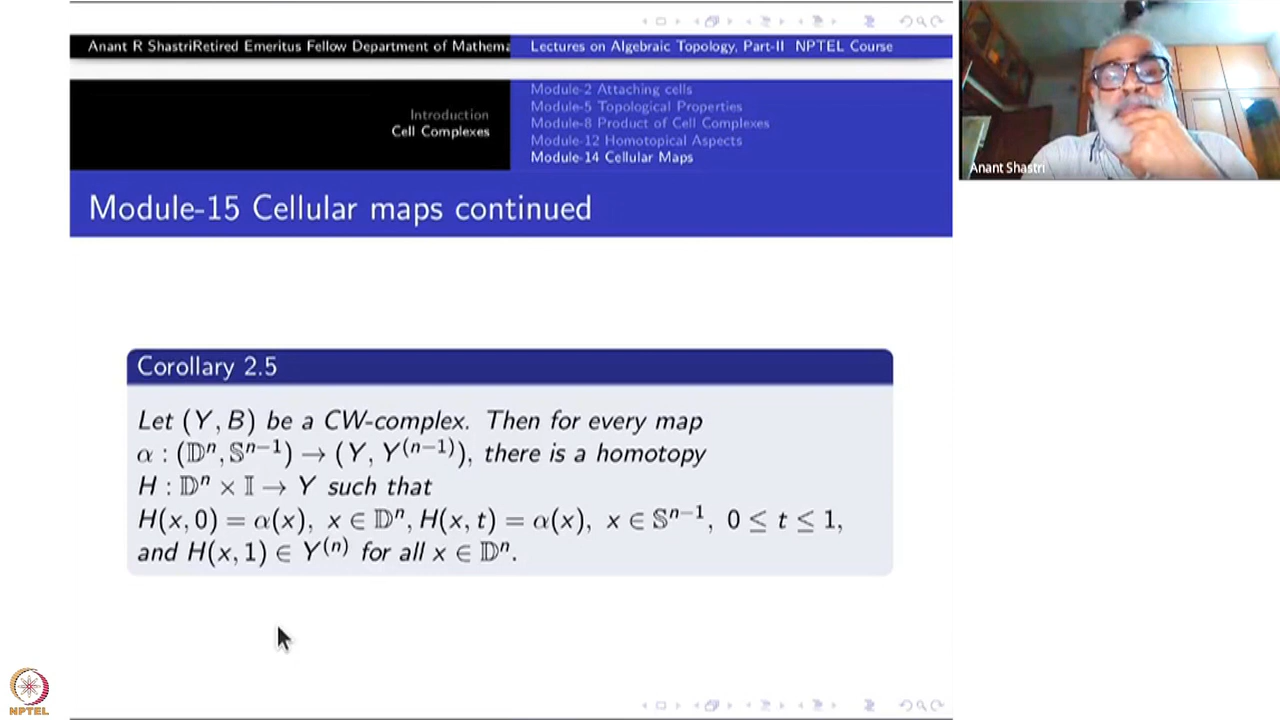 Anant R ShastriRetired Emeritus Fellow Department of Mathema
Lectures on Algebraic Topology, Part-II NPTEL Course
Introduction
Cell Complexes
Module-2 Attaching cells
Module-5 Topological Properties
Module-8 Product of Cell Complexes
Module-12 Homotopical Aspects
Module-14 Cellular Maps
Module-15 Cellular maps continued
Corollary 2.5
Let (Y, B) be a CW-complex. Then for every map
α : (𝔻ⁿ, 𝕊ⁿ⁻¹) → (Y, Y⁽ⁿ⁻¹⁾), there is a homotopy
H : 𝔻ⁿ × 𝕀 → Y such that
H(x, 0) = α(x), x ∈ 𝔻ⁿ, H(x, t) = α(x), x ∈ 𝕊ⁿ⁻¹, 0 ≤ t ≤ 1,
and H(x, 1) ∈ Y⁽ⁿ⁾ for all x ∈ 𝔻ⁿ.
Anant Shastri
NPTEL